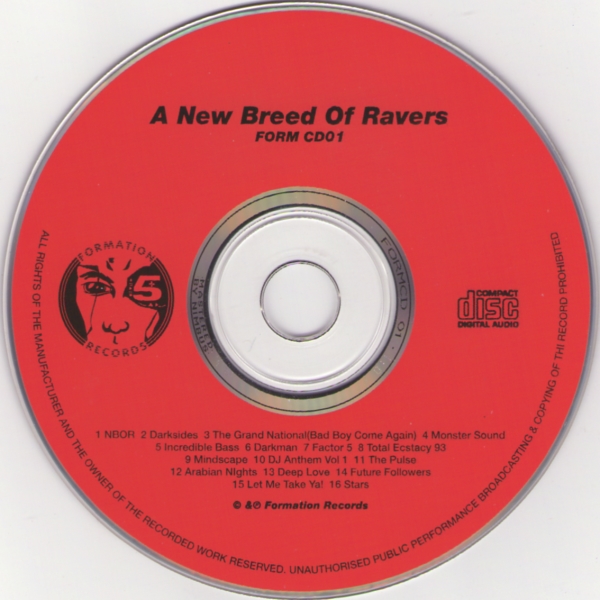 A New Breed Of Ravers
FORM CD01
FORMATION
5
RECORDS
FORMCD 01
COMPACT
disc
DIGITAL AUDIO
1 NBOR 2 Darksides 3 The Grand National(Bad Boy Come Again) 4 Monster Sound
5 Incredible Bass 6 Darkman 7 Factor 5 8 Total Ecstacy 93
9 Mindscape 10 DJ Anthem Vol 1 11 The Pulse
12 Arabian NIghts 13 Deep Love 14 Future Followers
15 Let Me Take Ya! 16 Stars
© &℗ Formation Records
ALL RIGHTS OF THE MANUFACTURER AND THE OWNER OF THE RECORDED WORK RESERVED. UNAUTHORISED PUBLIC PERFORMANCE BROADCASTING & COPYING OF THI RECORD PROHIBITED